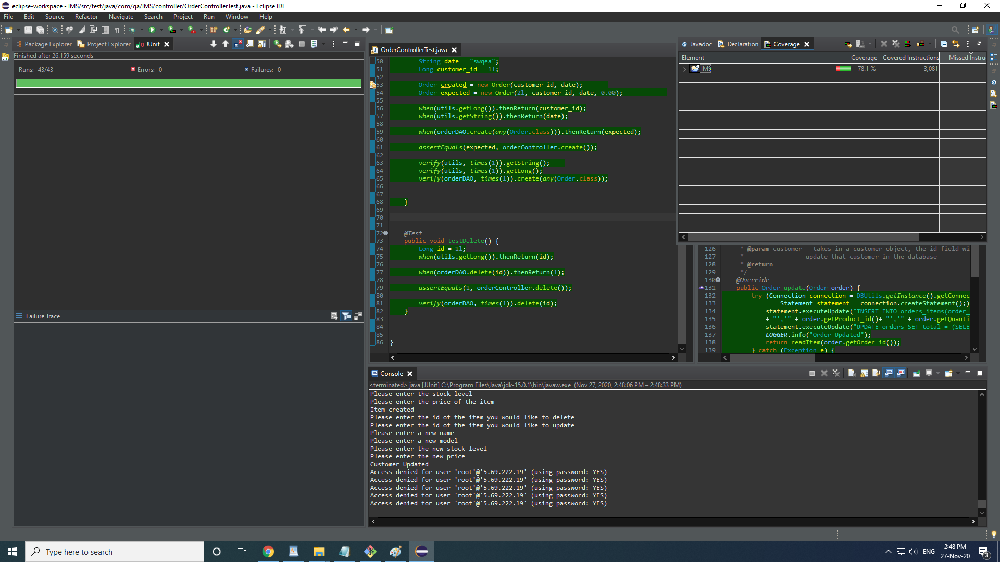 eclipse-workspace - IMS/src/test/java/com/qa/IMS/controller/OrderControllerTest.java - Eclipse IDE
File Edit Source Refactor Navigate Search Project Run Window Help
Package Explorer Project Explorer JUnit
Finished after 26.159 seconds
Runs: 43/43 Errors: 0 Failures: 0
Failure Trace
OrderControllerTest.java
50 String date = "swqea";
51 Long customer_id = 1l;
52
53 Order created = new Order(customer_id, date);
54 Order expected = new Order(2l, customer_id, date, 0.00);
55
56 when(utils.getLong()).thenReturn(customer_id);
57 when(utils.getString()).thenReturn(date);
58
59 when(orderDAO.create(any(Order.class))).thenReturn(expected);
60
61 assertEquals(expected, orderController.create());
62
63 verify(utils, times(1)).getString();
64 verify(utils, times(1)).getLong();
65 verify(orderDAO, times(1)).create(any(Order.class));
66
67
68 }
69
70
71
72 @Test
73 public void testDelete() {
74 Long id = 1l;
75 when(utils.getLong()).thenReturn(id);
76
77 when(orderDAO.delete(id)).thenReturn(1);
78
79 assertEquals(1, orderController.delete());
80
81 verify(orderDAO, times(1)).delete(id);
82 }
83
84
85
86 }
Javadoc Declaration Coverage
Element Coverage Covered Instructions Missed Instru
IMS 78.1 % 3,081
126 * @param customer - takes in a customer object, the id field wi
127 * update that customer in the database
128 * @return
129 */
130 @Override
131 public Order update(Order order) {
132 try (Connection connection = DBUtils.getInstance().getConnec
133 Statement statement = connection.createStatement();)
134 statement.executeUpdate("INSERT INTO orders_items(order_
135 + "','" + order.getProduct_id()+ "','" + order.getQuanti
136 statement.executeUpdate("UPDATE orders SET total = (SELE
137 LOGGER.info("Order Updated");
138 return readItem(order.getOrder_id());
139 } catch (Exception e) {
Console
<terminated> java [JUnit] C:\Program Files\Java\jdk-15.0.1\bin\javaw.exe (Nov 27, 2020, 2:48:06 PM – 2:48:33 PM)
Please enter the stock level
Please enter the price of the item
Item created
Please enter the id of the item you would like to delete
Please enter the id of the item you would like to update
Please enter a new name
Please enter a new model
Please enter the new stock level
Please enter the new price
Customer Updated
Access denied for user 'root'@'5.69.222.19' (using password: YES)
Access denied for user 'root'@'5.69.222.19' (using password: YES)
Access denied for user 'root'@'5.69.222.19' (using password: YES)
Access denied for user 'root'@'5.69.222.19' (using password: YES)
Access denied for user 'root'@'5.69.222.19' (using password: YES)
Type here to search
ENG
2:48 PM
27-Nov-20
3